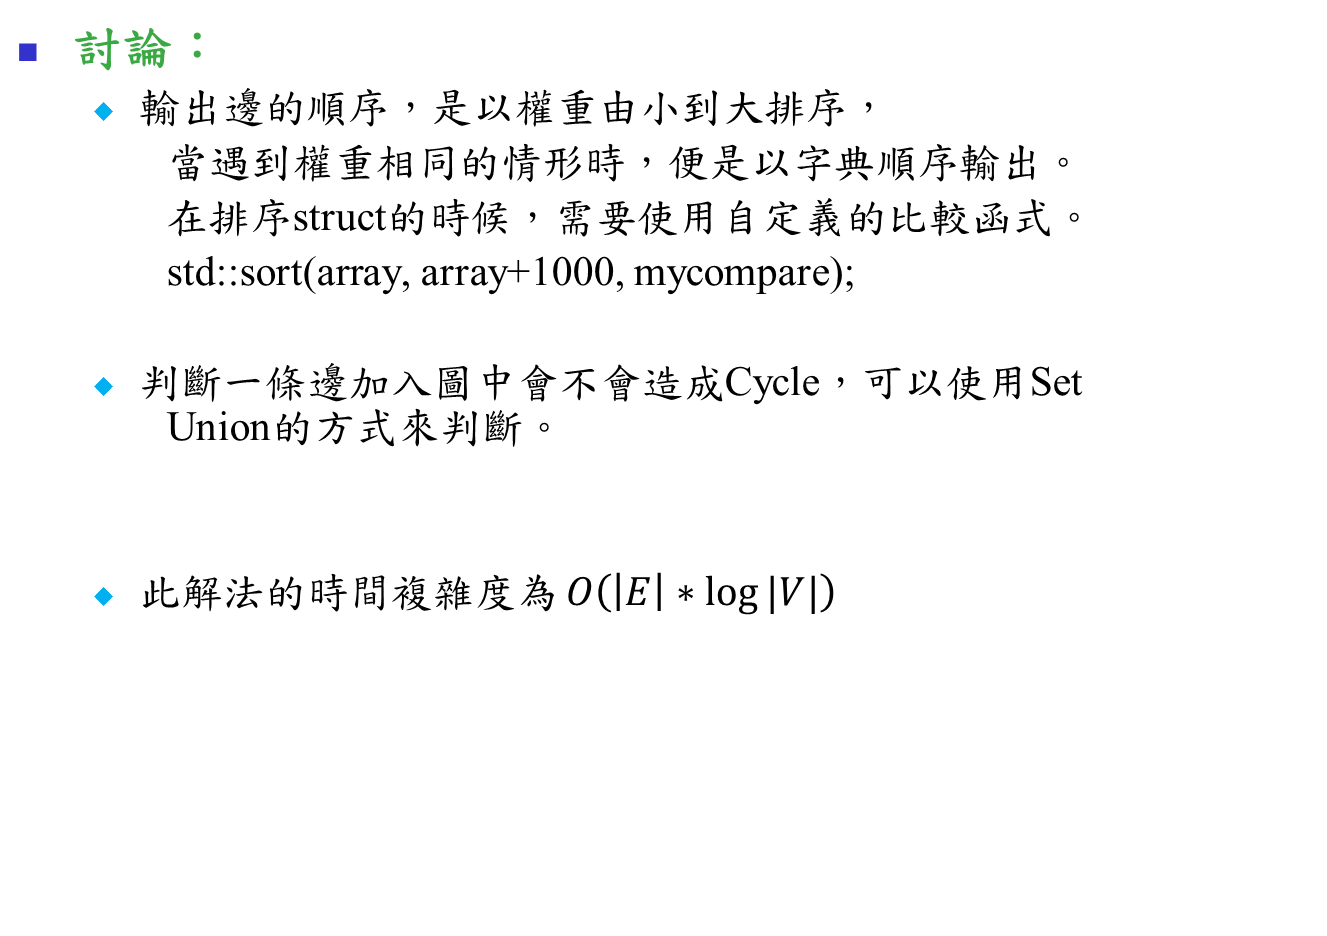 討論：
輸出邊的順序，是以權重由小到大排序，
當遇到權重相同的情形時，便是以字典順序輸出。
在排序struct的時候，需要使用自定義的比較函式。
std::sort(array, array+1000, mycompare);
判斷一條邊加入圖中會不會造成Cycle，可以使用Set
Union的方式來判斷。
此解法的時間複雜度為 O(|E| ∗ log |V|)